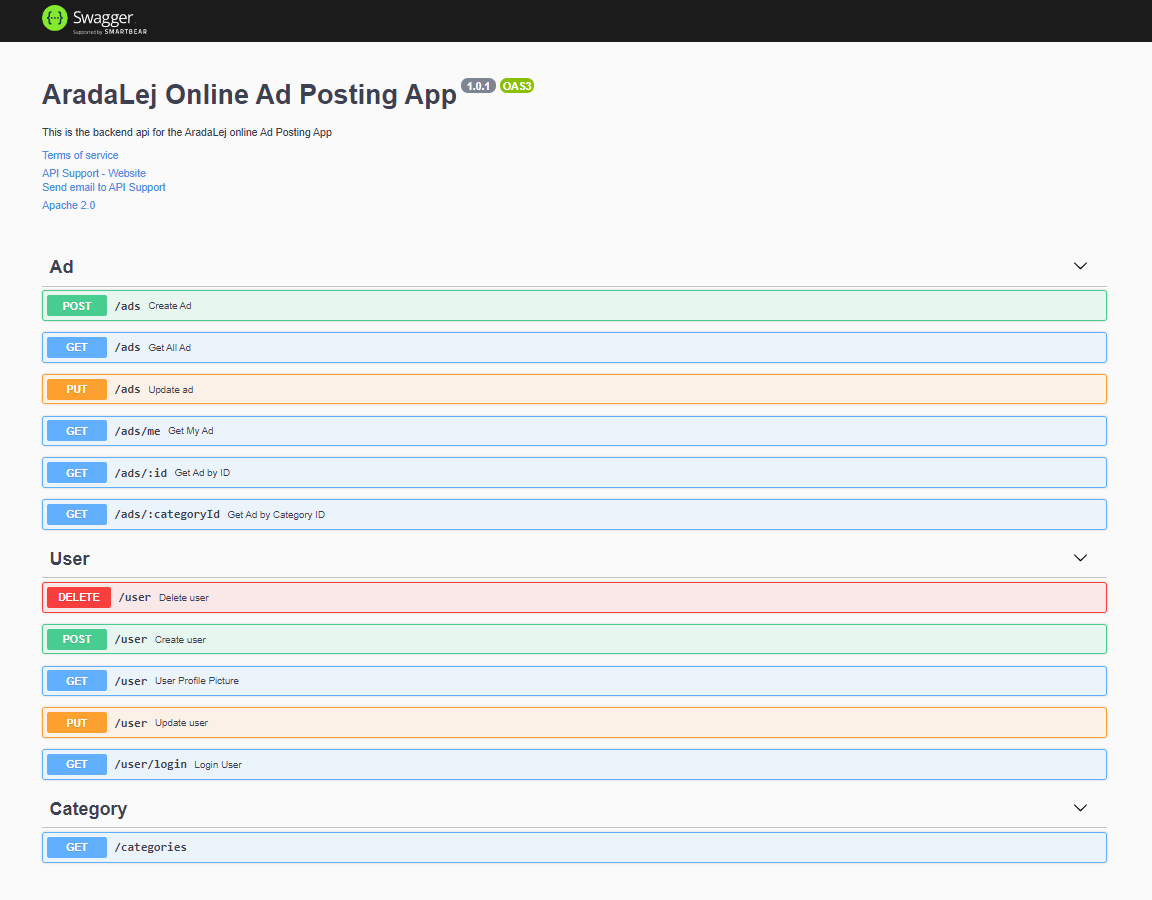 Swagger
Supported by SMARTBEAR
AradaLej Online Ad Posting App 1.0.1 OAS3
This is the backend api for the AradaLej online Ad Posting App
Terms of service
API Support - Website
Send email to API Support
Apache 2.0
Ad
POST /ads Create Ad
GET /ads Get All Ad
PUT /ads Update ad
GET /ads/me Get My Ad
GET /ads/:id Get Ad by ID
GET /ads/:categoryId Get Ad by Category ID
User
DELETE /user Delete user
POST /user Create user
GET /user User Profile Picture
PUT /user Update user
GET /user/login Login User
Category
GET /categories